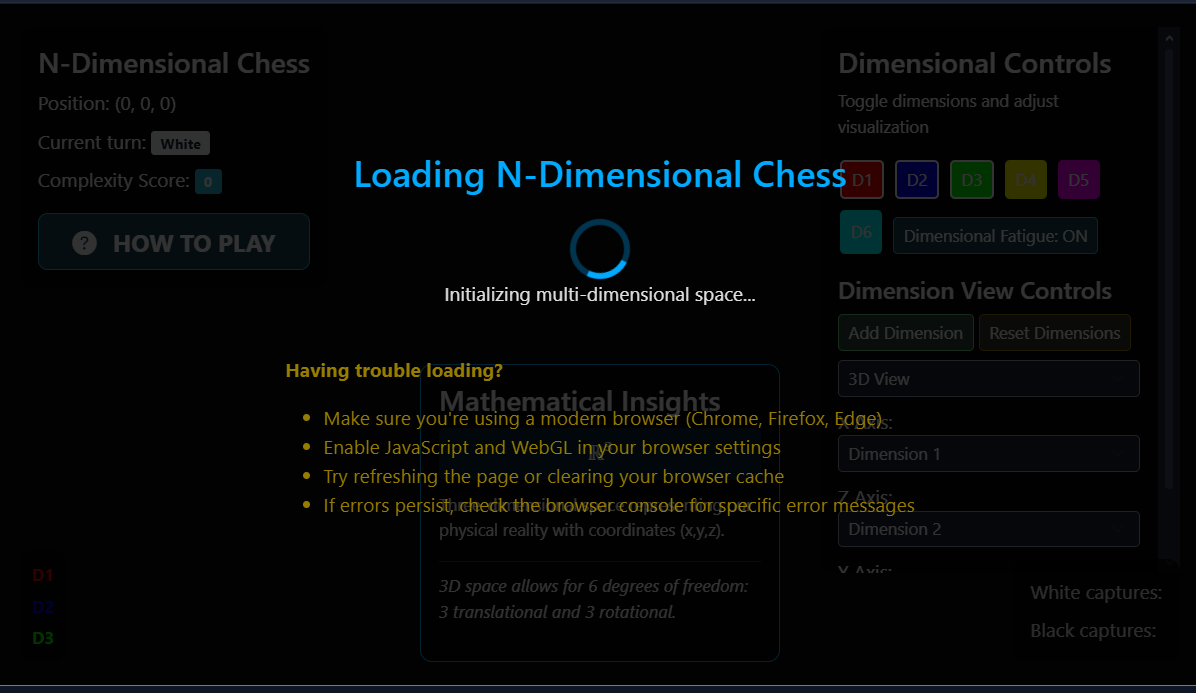 N-Dimensional Chess
Position: (0, 0, 0)
Current turn: White
Complexity Score: 0
? HOW TO PLAY
Loading N-Dimensional Chess
Initializing multi-dimensional space...
Having trouble loading?
• Make sure you're using a modern browser (Chrome, Firefox, Edge)
• Enable JavaScript and WebGL in your browser settings
• Try refreshing the page or clearing your browser cache
• If errors persist, check the browser console for specific error messages
Mathematical Insights
Three-dimensional space representing our
physical reality with coordinates (x,y,z).
3D space allows for 6 degrees of freedom:
3 translational and 3 rotational.
Dimensional Controls
Toggle dimensions and adjust
visualization
D1 D2 D3 D4 D5
D6 Dimensional Fatigue: ON
Dimension View Controls
Add Dimension Reset Dimensions
3D View
X Axis:
Dimension 1
Z Axis:
Dimension 2
Y Axis:
D1
D2
D3
White captures:
Black captures: